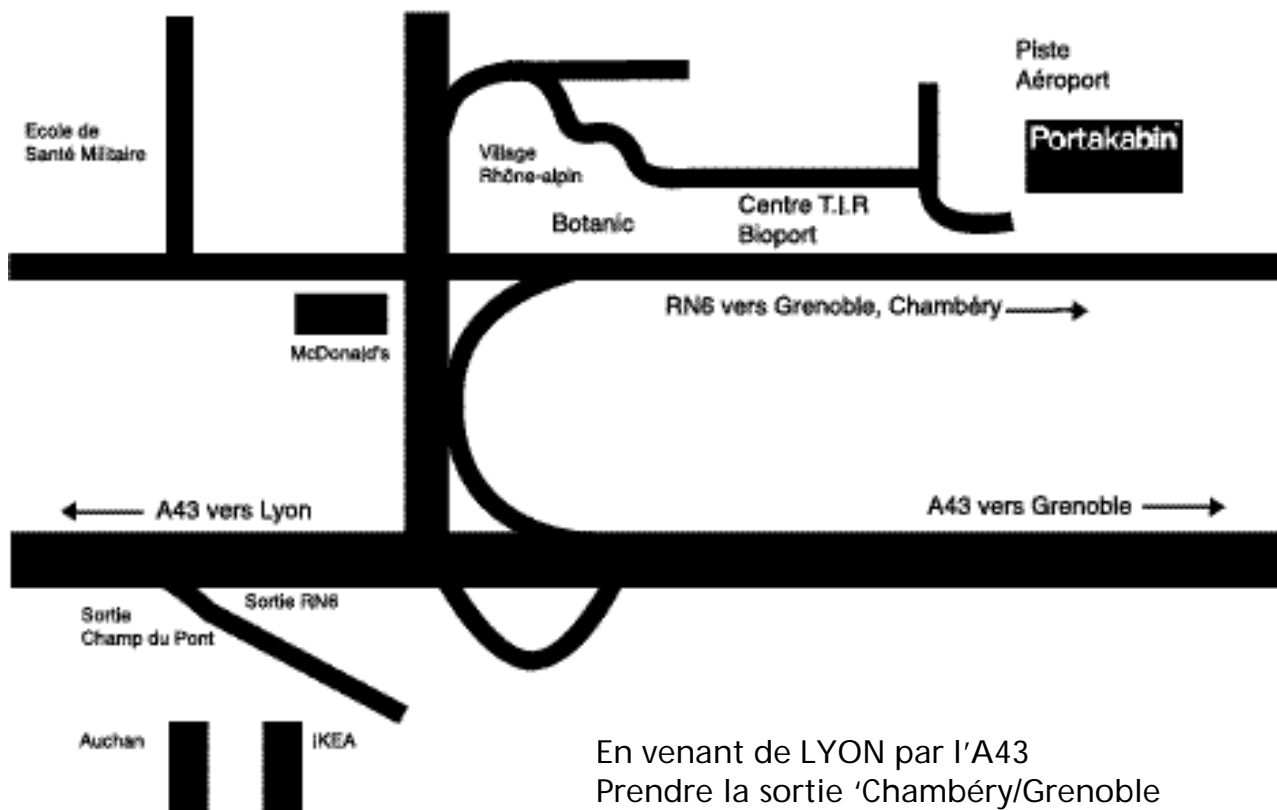 Piste
Aéroport
Portakabin
Ecole de
Santé Militaire
Village
Rhône-alpin
Centre T.I.R
Bioport
Botanic
RN6 vers Grenoble, Chambéry
McDonald's
A43 vers Lyon
A43 vers Grenoble
Sortie RN6
Sortie
Champ du Pont
Auchan
IKEA
En venant de LYON par l'A43
Prendre la sortie ‘Chambéry/Grenoble